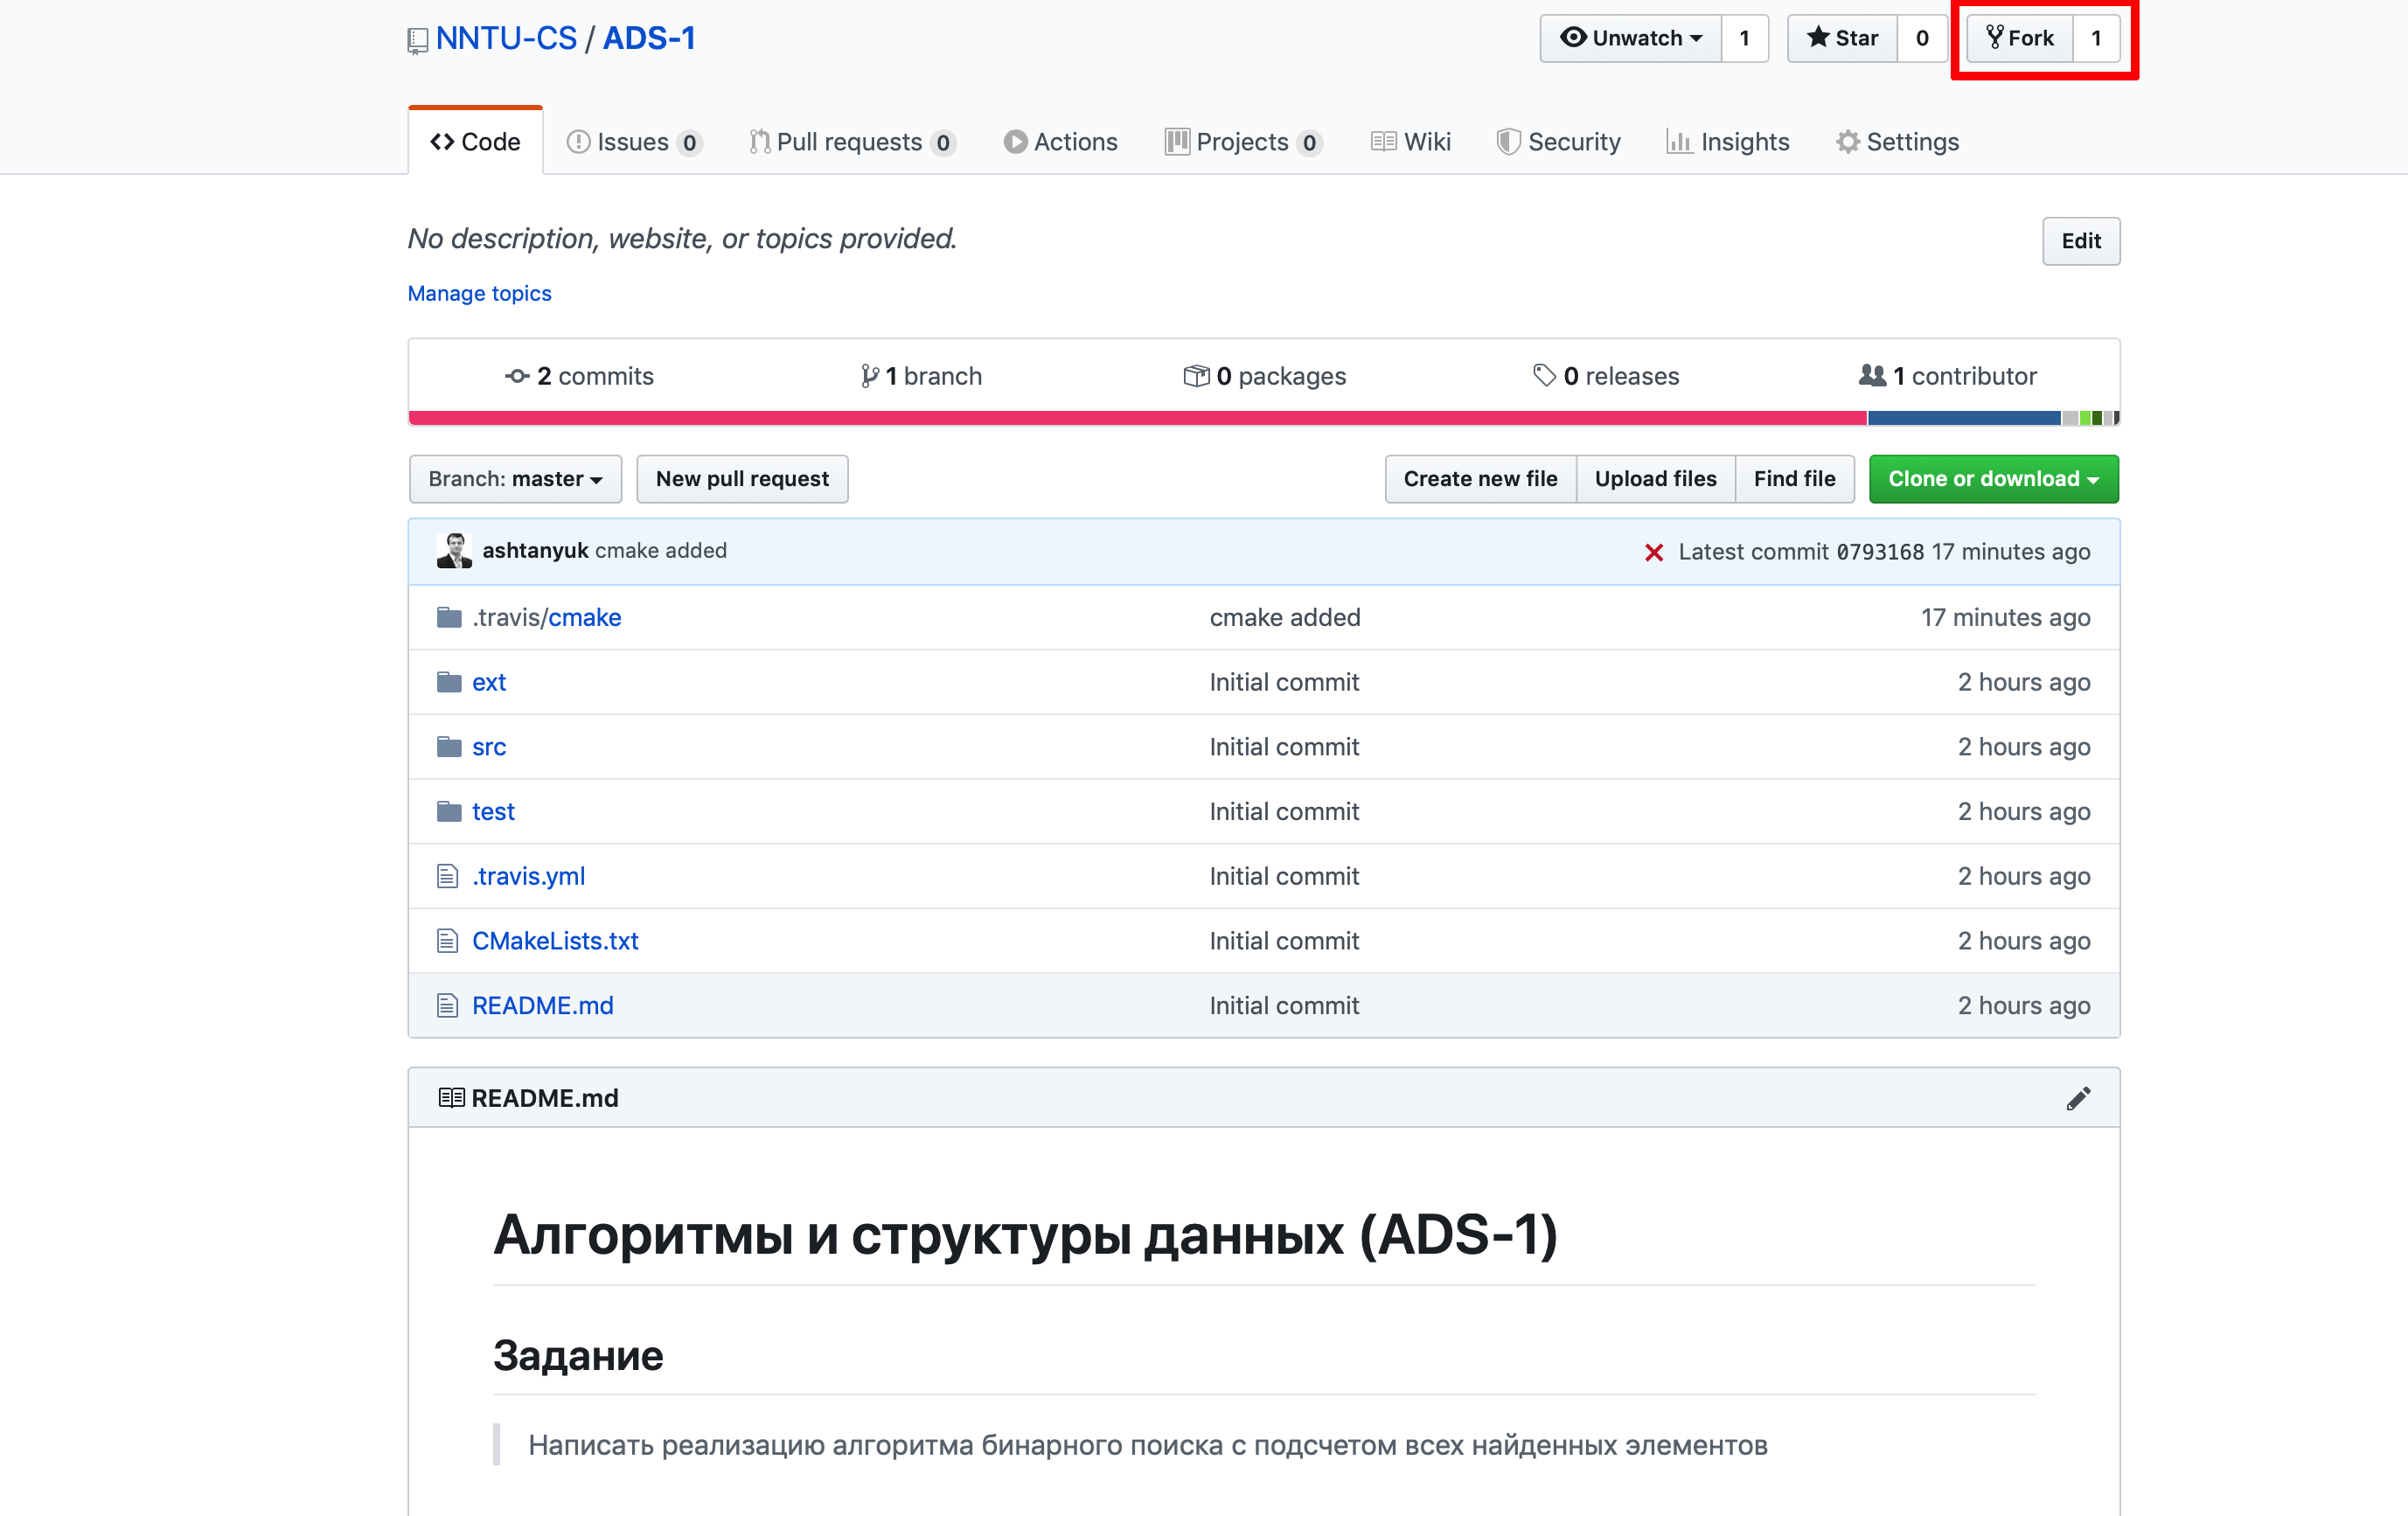 NNTU-CS / ADS-1
Unwatch 1 Star 0 Fork 1
Code Issues 0 Pull requests 0 Actions Projects 0 Wiki Security Insights Settings
No description, website, or topics provided. Edit
Manage topics
2 commits 1 branch 0 packages 0 releases 1 contributor
Branch: master New pull request Create new file Upload files Find file Clone or download
ashtanyuk cmake added Latest commit 0793168 17 minutes ago
.travis/cmake cmake added 17 minutes ago
ext Initial commit 2 hours ago
src Initial commit 2 hours ago
test Initial commit 2 hours ago
.travis.yml Initial commit 2 hours ago
CMakeLists.txt Initial commit 2 hours ago
README.md Initial commit 2 hours ago
README.md
Алгоритмы и структуры данных (ADS-1)
Задание
Написать реализацию алгоритма бинарного поиска с подсчетом всех найденных элементов